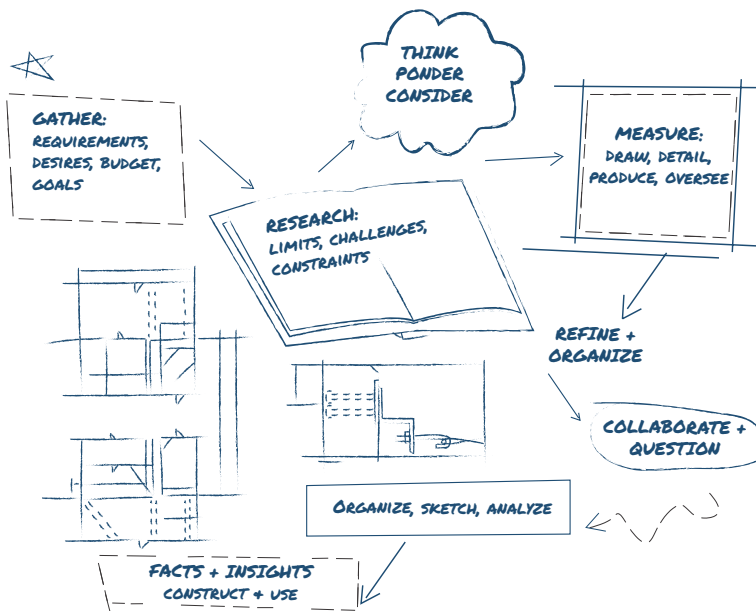 THINK
PONDER
CONSIDER
GATHER:
REQUIREMENTS,
DESIRES, BUDGET,
GOALS
MEASURE:
DRAW, DETAIL,
PRODUCE, OVERSEE
RESEARCH:
LIMITS, CHALLENGES,
CONSTRAINTS
REFINE +
ORGANIZE
COLLABORATE +
QUESTION
ORGANIZE, SKETCH, ANALYZE
FACTS + INSIGHTS
CONSTRUCT + USE